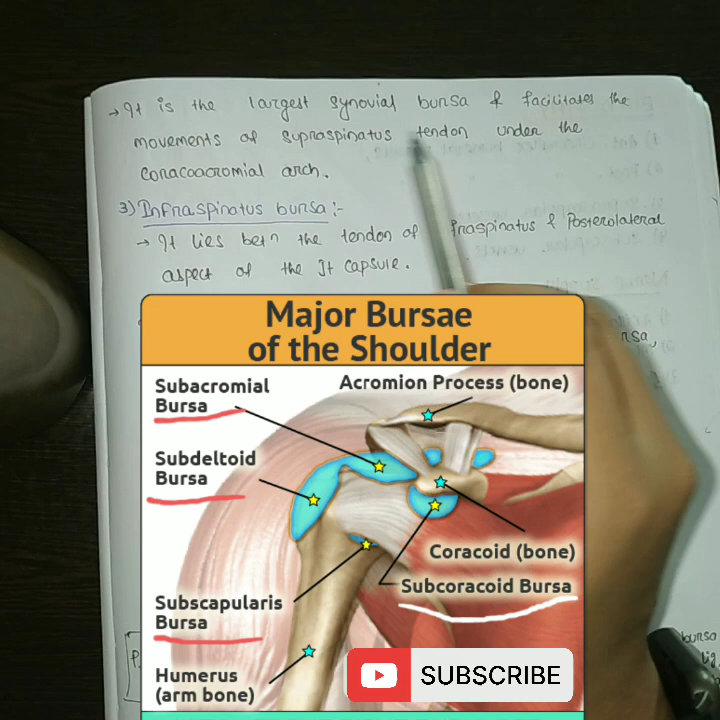 → It is the largest synovial bursa & facilitates the
movements of supraspinatus tendon under the
coracoacromial arch.
3) Infraspinatus bursa :-
→ It lies betn the tendon of fraspinatus & Posterolateral
aspect of the Jt capsule.
rsa,
Major Bursae
of the Shoulder
Subacromial
Bursa
Acromion Process (bone)
Subdeltoid
Bursa
Coracoid (bone)
Subcoracoid Bursa
Subscapularis
Bursa
Humerus
(arm bone)
SUBSCRIBE
bursa